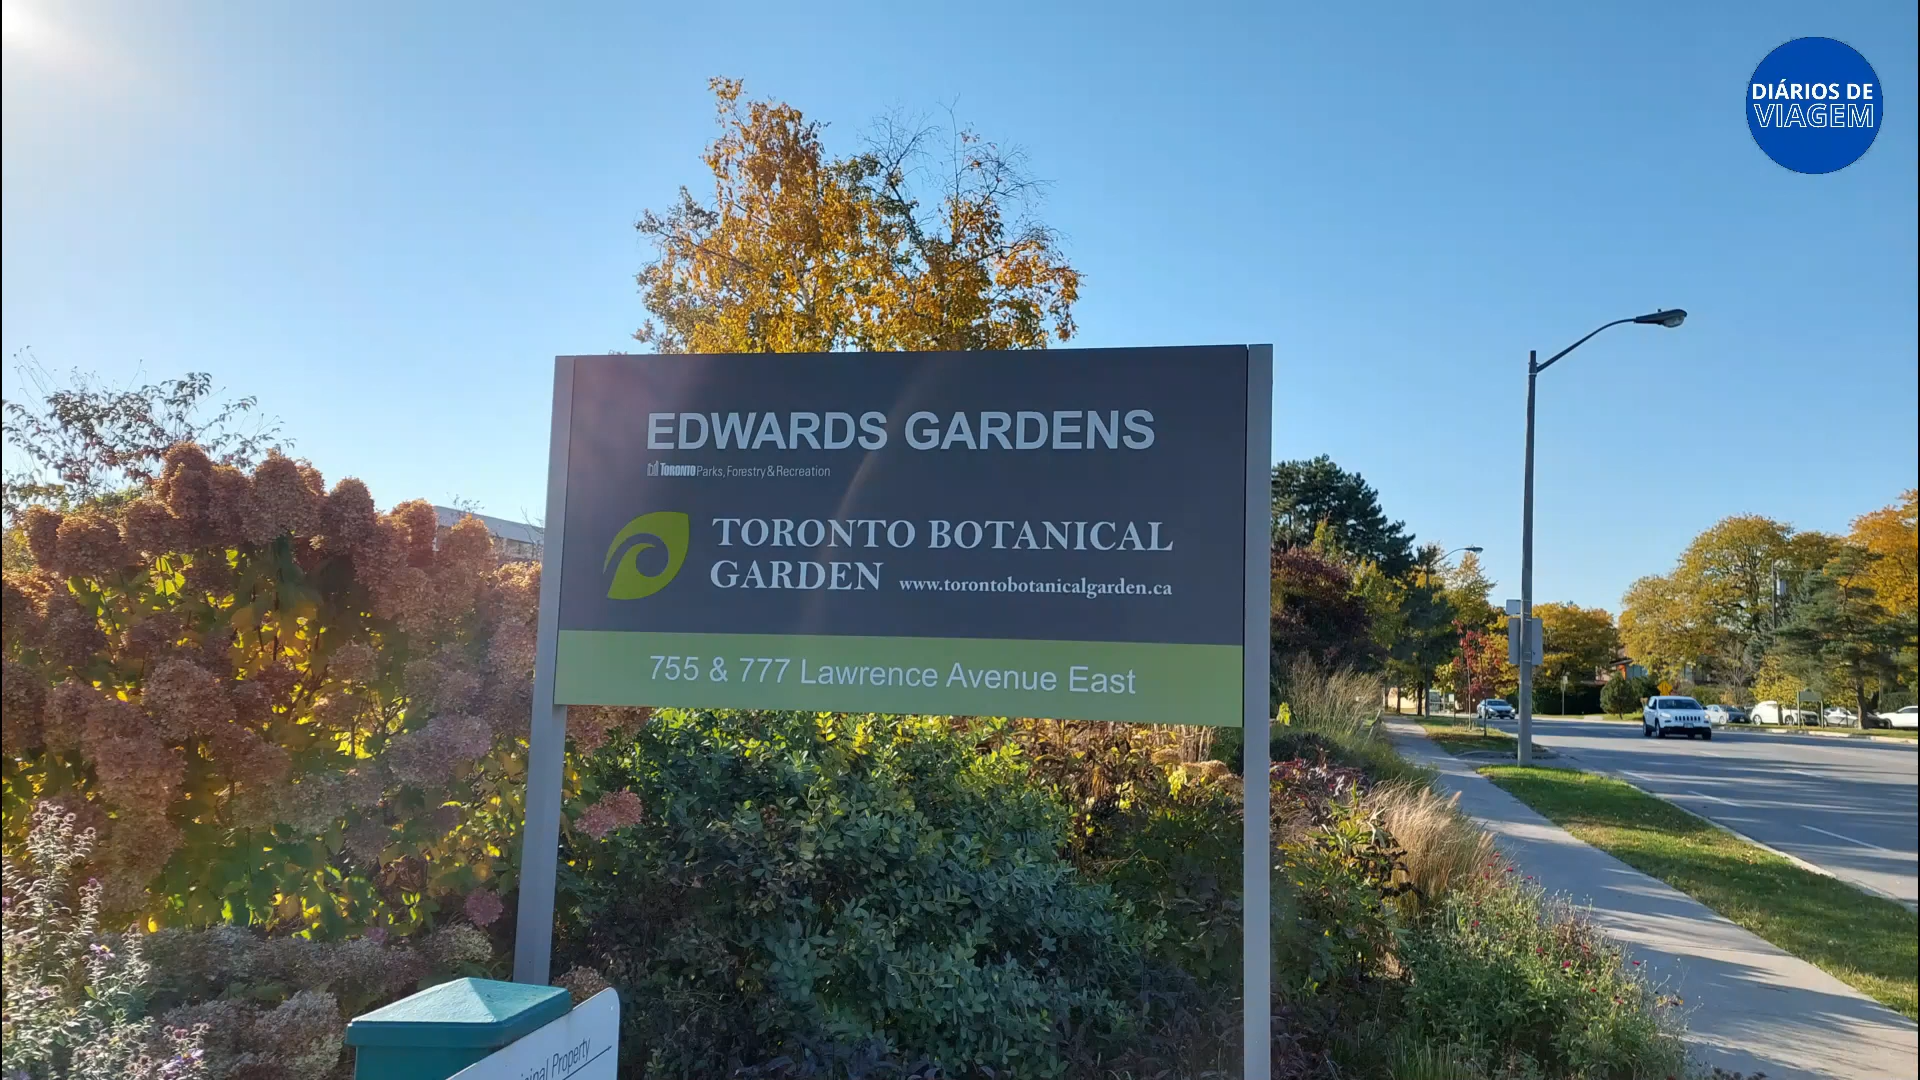 DIÁRIOS DE
VIAGEM
EDWARDS GARDENS
TORONTO Parks, Forestry & Recreation
TORONTO BOTANICAL
GARDEN www.torontobotanicalgarden.ca
755 & 777 Lawrence Avenue East
Property